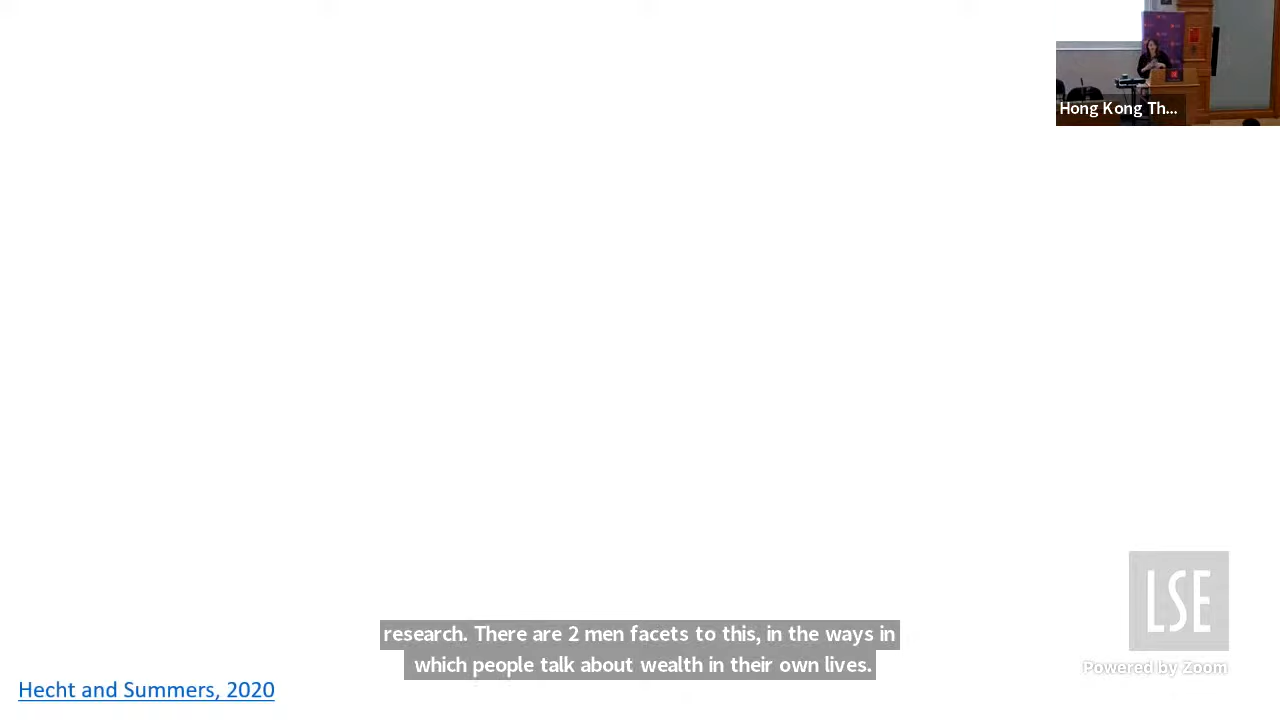 Hong Kong Th...
LSE
research. There are 2 men facets to this, in the ways in
which people talk about wealth in their own lives.
Powered by Zoom
Hecht and Summers, 2020